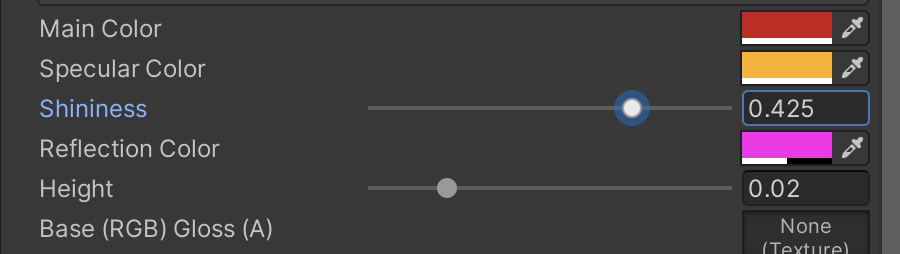 Main Color
Specular Color
Shininess 0.425
Reflection Color
Height 0.02
Base (RGB) Gloss (A)
None
(Texture)